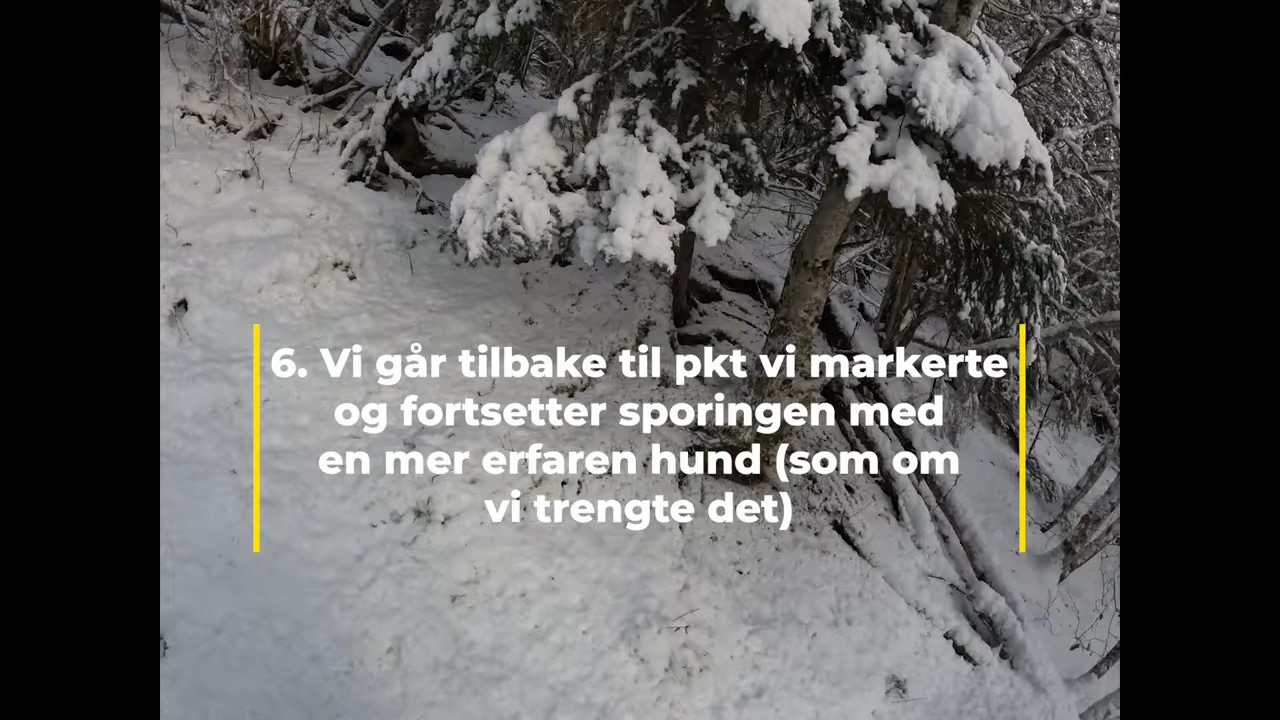 6. Vi går tilbake til pkt vi markerte
og fortsetter sporingen med
en mer erfaren hund (som om
vi trengte det)